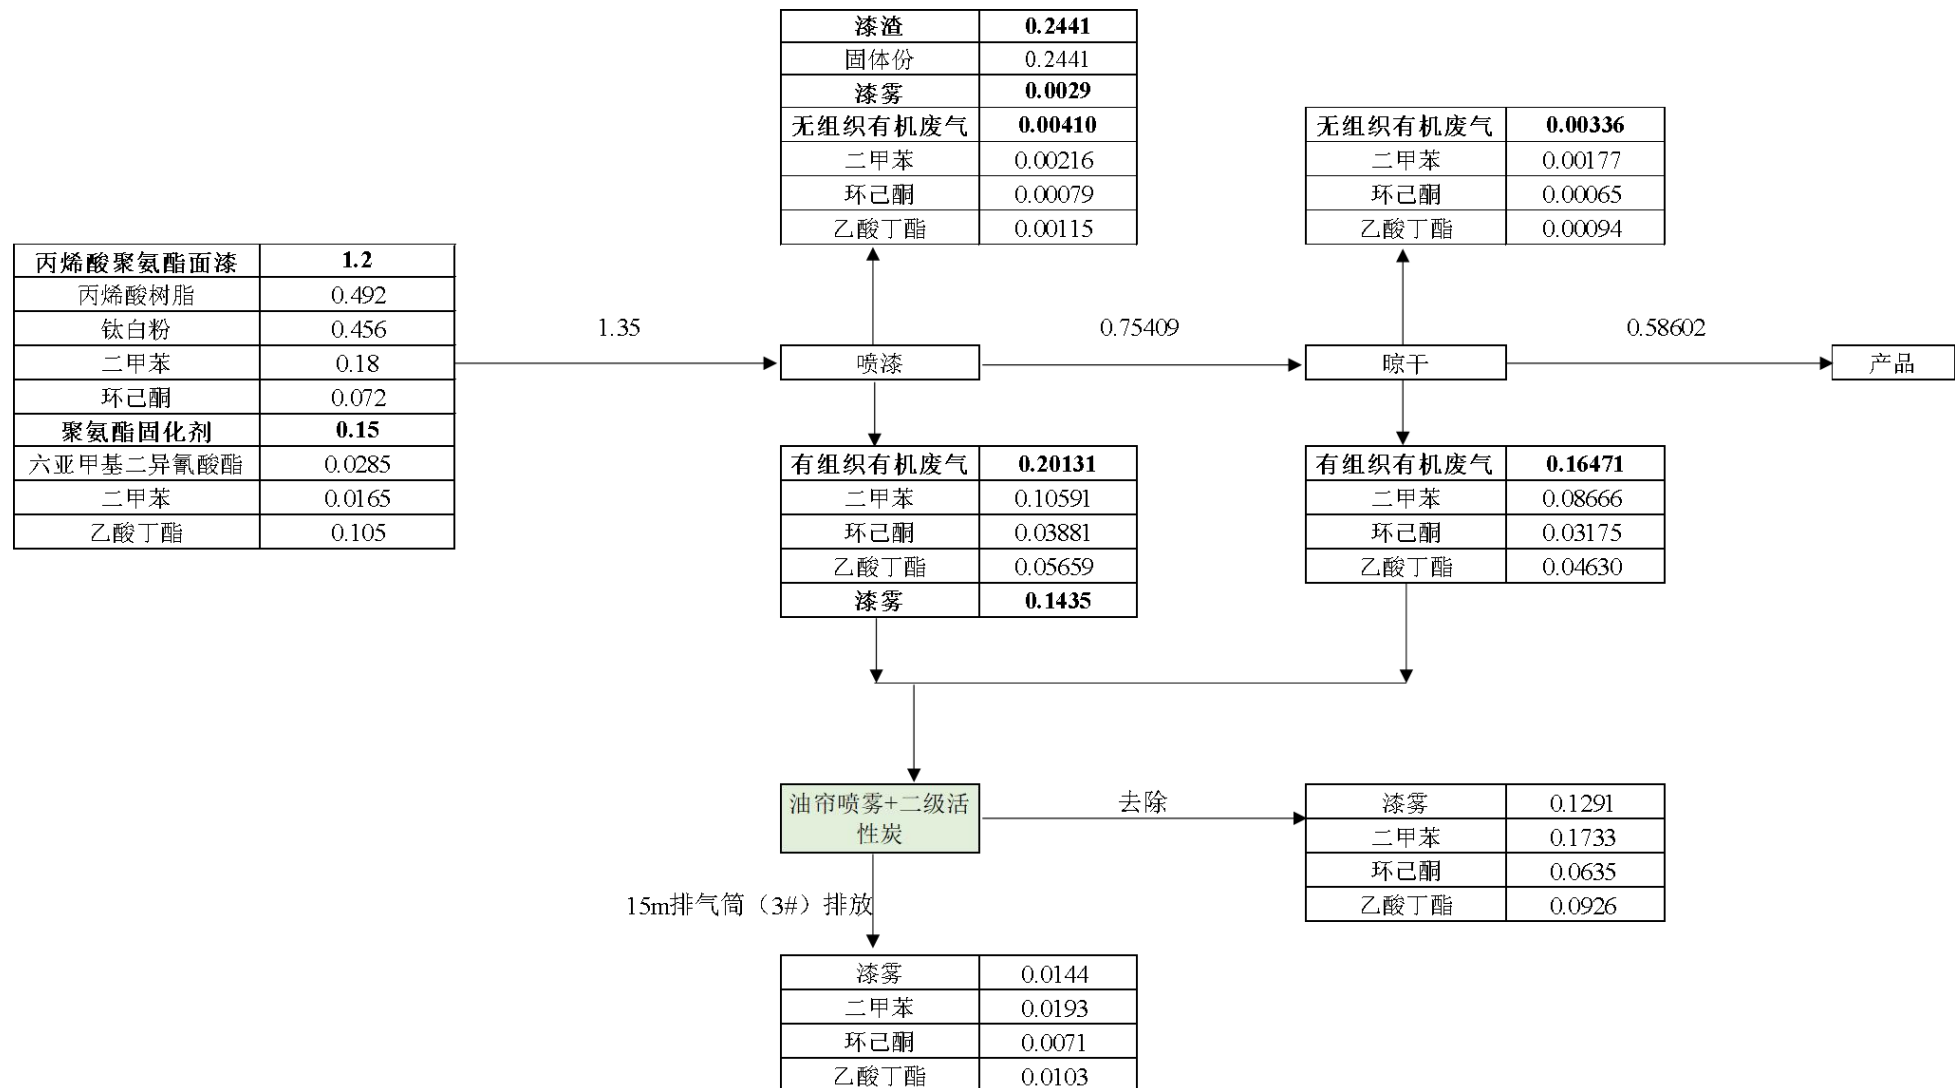 漆渣 0.2441
固体份 0.2441
漆雾 0.0029
无组织有机废气 0.00410
二甲苯 0.00216
环己酮 0.00079
乙酸丁酯 0.00115
无组织有机废气 0.00336
二甲苯 0.00177
环己酮 0.00065
乙酸丁酯 0.00094
丙烯酸聚氨酯面漆 1.2
丙烯酸树脂 0.492
钛白粉 0.456
二甲苯 0.18
环己酮 0.072
聚氨酯固化剂 0.15
六亚甲基二异氰酸酯 0.0285
二甲苯 0.0165
乙酸丁酯 0.105
1.35
喷漆
0.75409
晾干
0.58602
产品
有组织有机废气 0.20131
二甲苯 0.10591
环己酮 0.03881
乙酸丁酯 0.05659
漆雾 0.1435
有组织有机废气 0.16471
二甲苯 0.08666
环己酮 0.03175
乙酸丁酯 0.04630
油帘喷雾+二级活
性炭
去除
漆雾 0.1291
二甲苯 0.1733
环己酮 0.0635
乙酸丁酯 0.0926
15m排气筒（3#）排放
漆雾 0.0144
二甲苯 0.0193
环己酮 0.0071
乙酸丁酯 0.0103